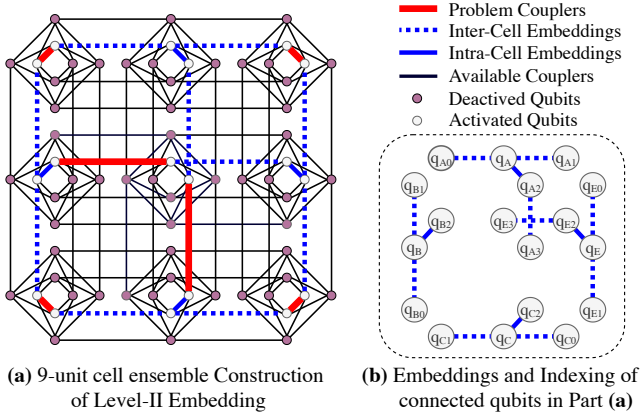 Problem Couplers
Inter-Cell Embeddings
Intra-Cell Embeddings
Available Couplers
Deactived Qubits
Activated Qubits
qA0 qA qA1
qB1 qA2 qE0
qB2 qE3 qE2
qB qA3 qE
qB0 qC2 qE1
qC1 qC qC0
(a) 9-unit cell ensemble Construction
of Level-II Embedding
(b) Embeddings and Indexing of
connected qubits in Part (a)